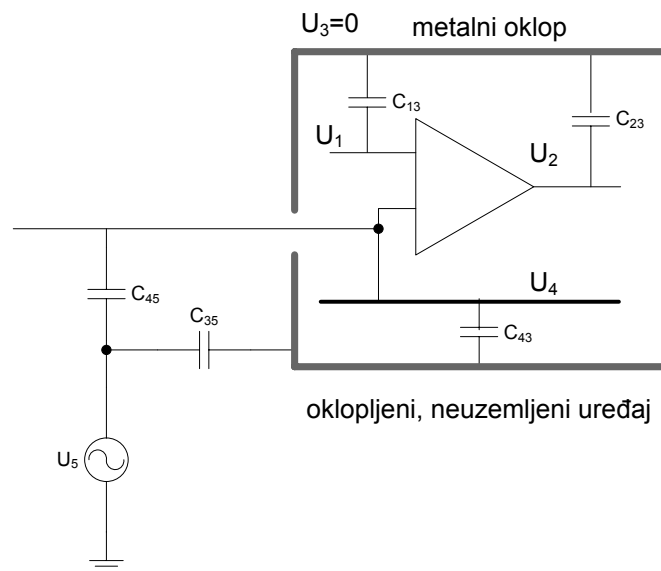 U3=0
metalni oklop
C13
C23
U1
U2
U4
C45
C35
C43
oklopljeni, neuzemljeni uređaj
U5